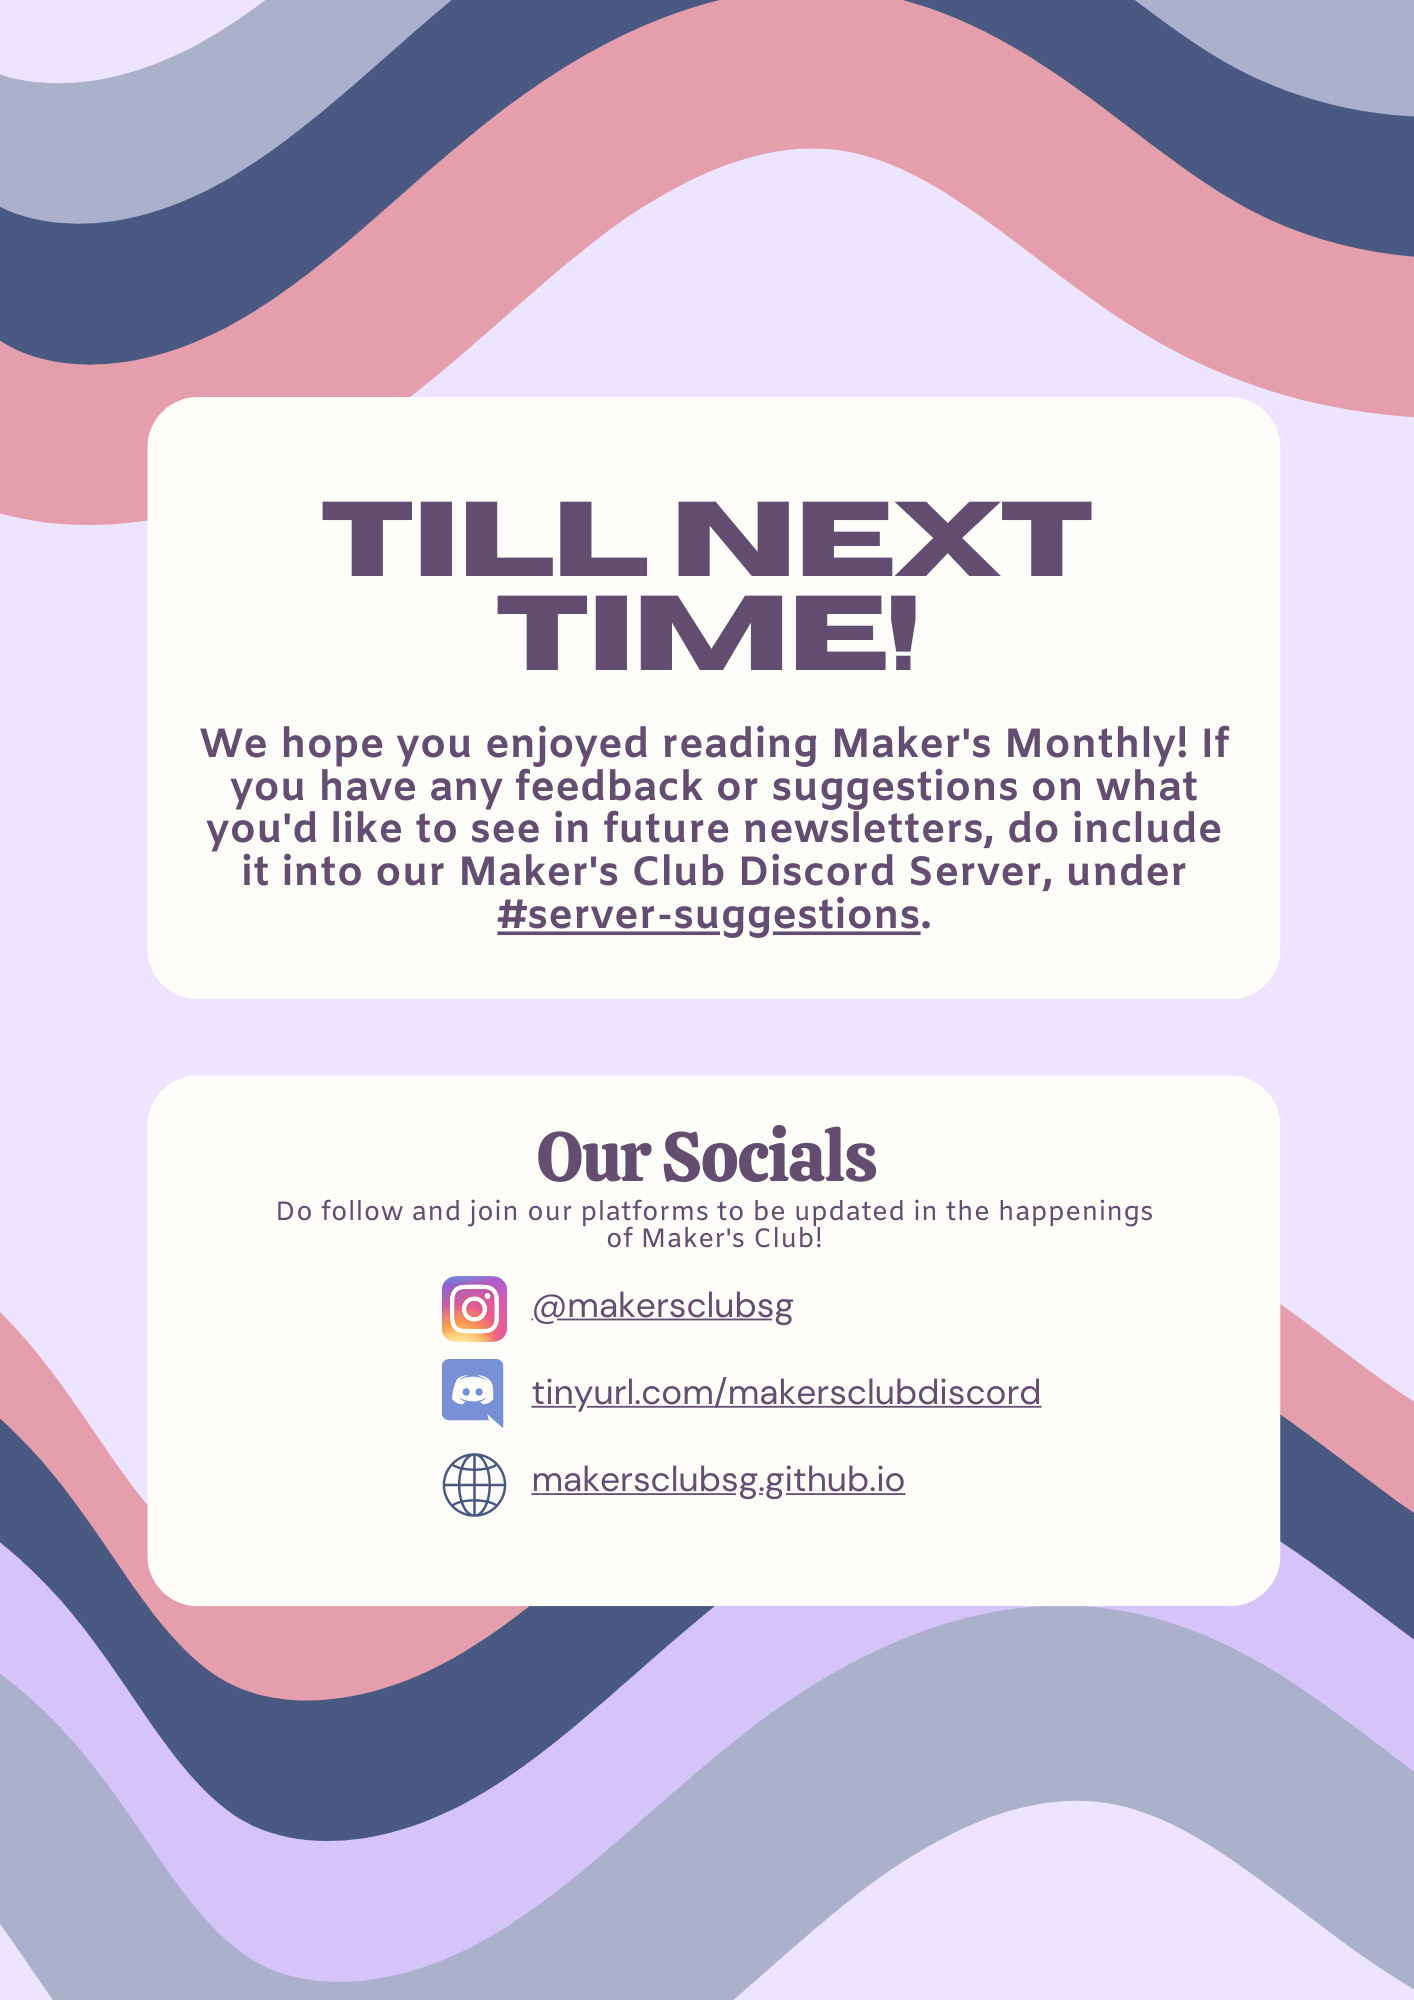 TILL NEXT
TIME!
We hope you enjoyed reading Maker's Monthly! If
you have any feedback or suggestions on what
you'd like to see in future newsletters, do include
it into our Maker's Club Discord Server, under
#server-suggestions.
Our Socials
Do follow and join our platforms to be updated in the happenings
of Maker's Club!
@makersclubsg
tinyurl.com/makersclubdiscord
makersclubsg.github.io